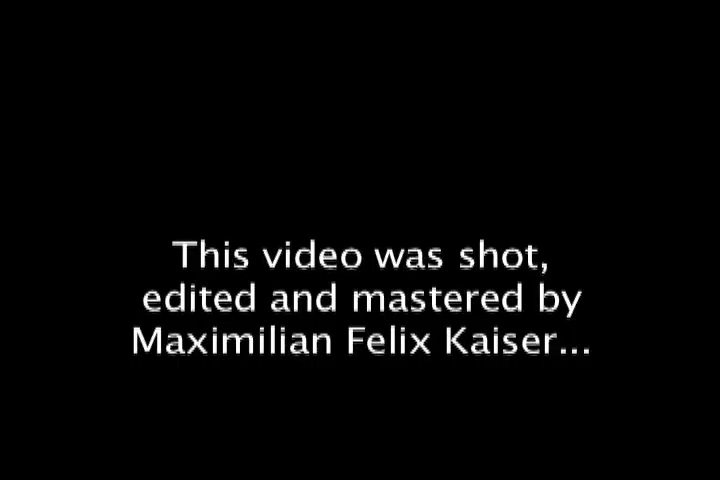 This video was shot,
edited and mastered by
Maximilian Felix Kaiser...